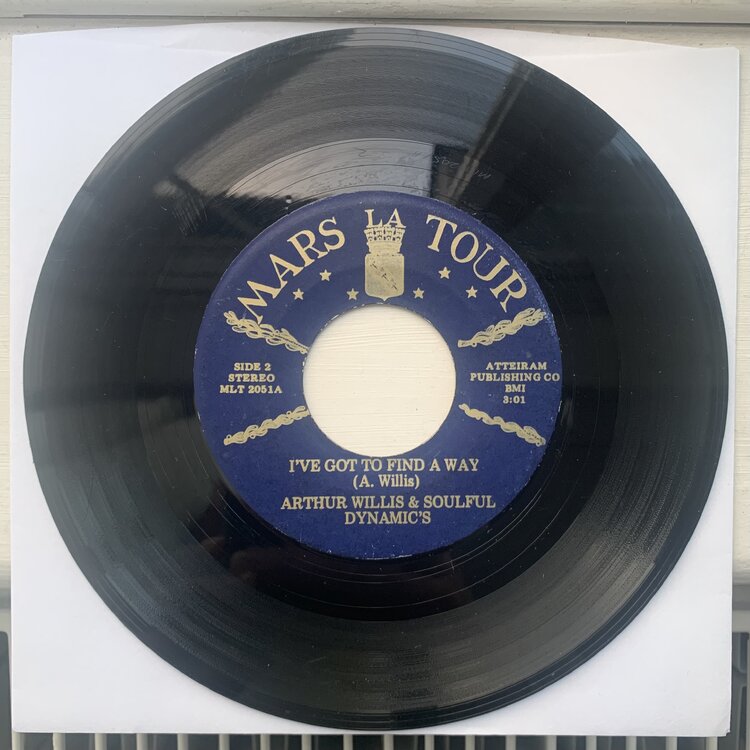 MARS LA TOUR
SIDE 2
STEREO
MLT 2051A
ATTEIRAM
PUBLISHING CO
BMI
3:01
I'VE GOT TO FIND A WAY
(A. Willis)
ARTHUR WILLIS & SOULFUL
DYNAMIC'S